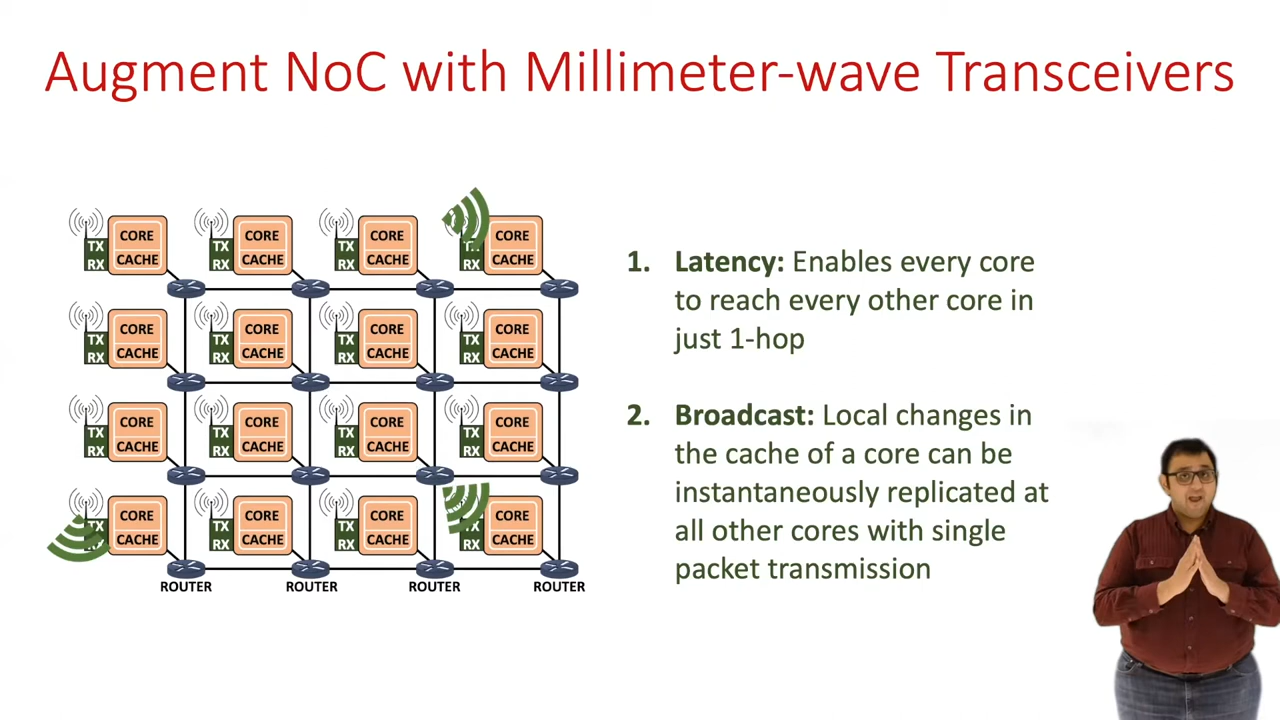 Augment NoC with Millimeter-wave Transceivers
TX RX CORE CACHE TX RX CORE CACHE TX RX CORE CACHE RX CORE CACHE
TX RX CORE CACHE TX RX CORE CACHE TX RX CORE CACHE TX RX CORE CACHE
TX RX CORE CACHE TX RX CORE CACHE TX RX CORE CACHE TX RX CORE CACHE
TX RX CORE CACHE TX RX CORE CACHE TX RX CORE CACHE TX RX CORE CACHE
ROUTER ROUTER ROUTER ROUTER
1. Latency: Enables every core
to reach every other core in
just 1-hop
2. Broadcast: Local changes in
the cache of a core can be
instantaneously replicated at
all other cores with single
packet transmission